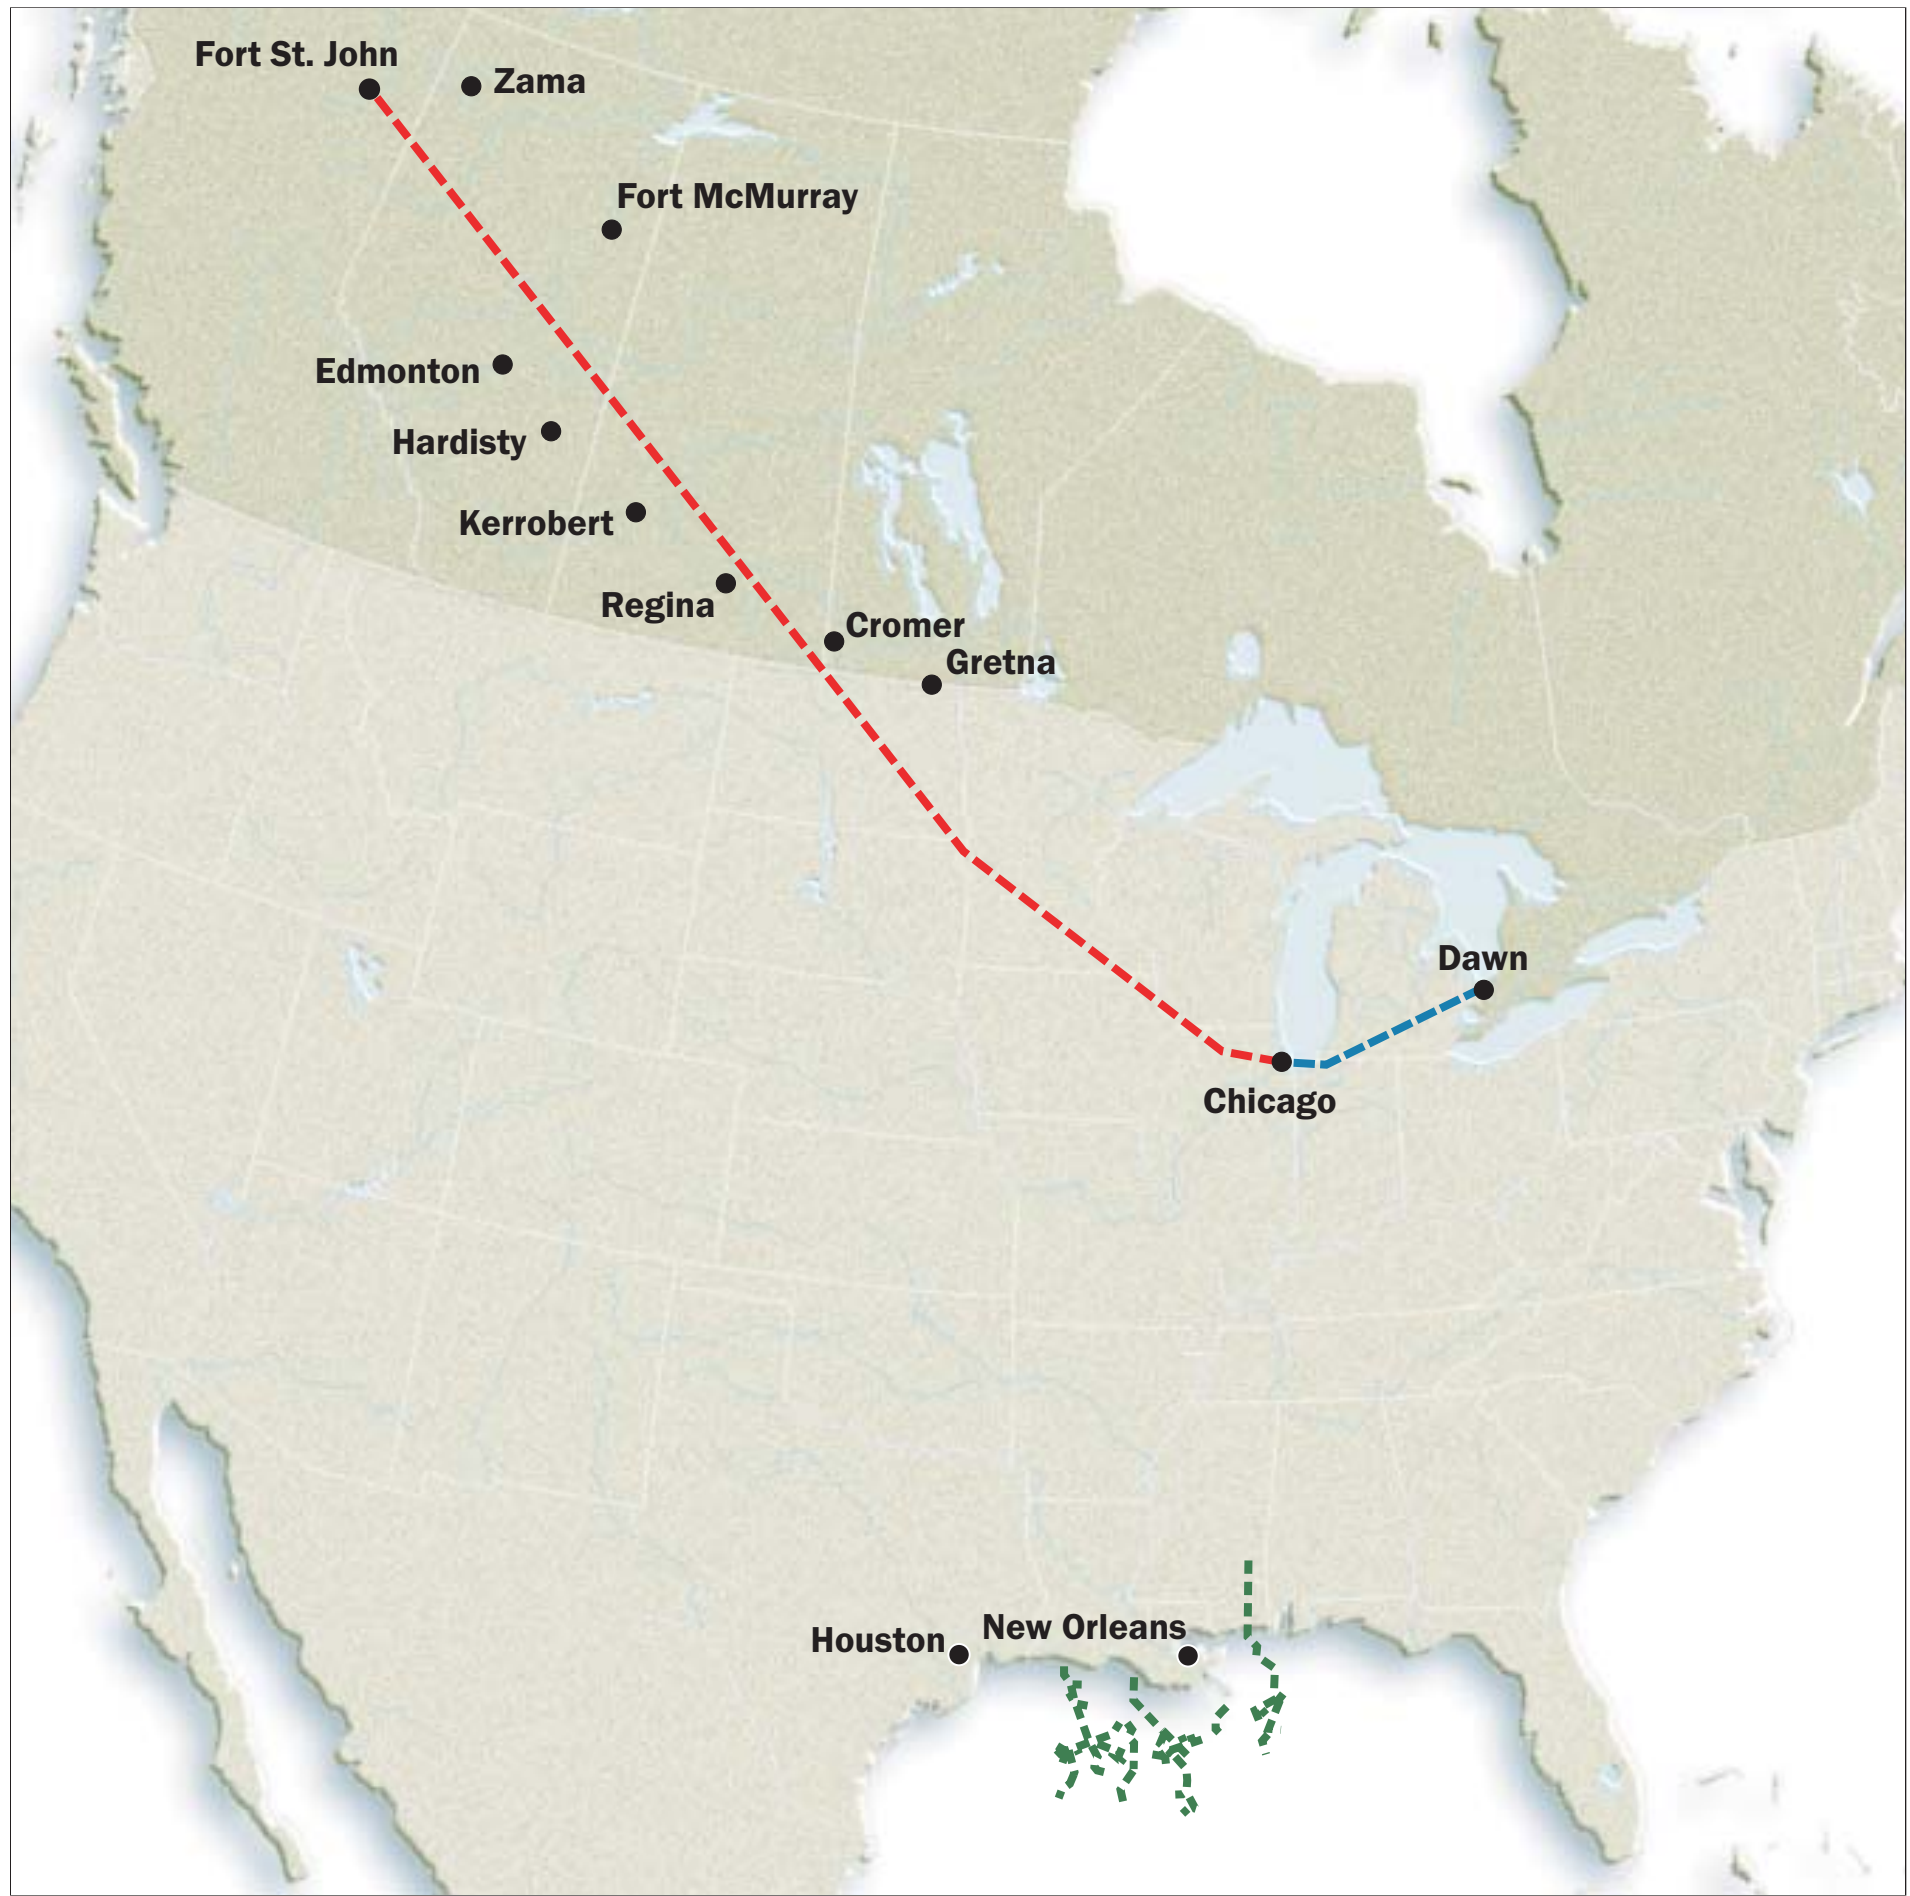 Fort St. John
Zama
Fort McMurray
Edmonton
Hardisty
Kerrobert
Regina
Cromer
Gretna
Dawn
Chicago
New Orleans
Houston